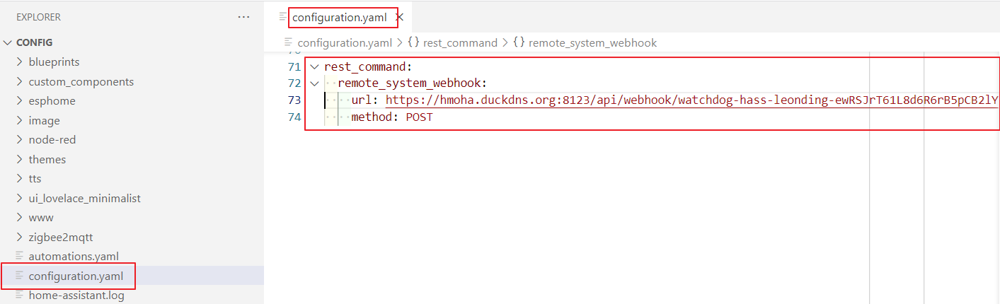 EXPLORER ...
CONFIG
blueprints
custom_components
esphome
image
node-red
themes
tts
ui_lovelace_minimalist
www
zigbee2mqtt
automations.yaml
configuration.yaml
home-assistant.log
configuration.yaml
configuration.yaml > {} rest_command > {} remote_system_webhook
71 rest_command:
72 remote_system_webhook:
73 url: https://hmoha.duckdns.org:8123/api/webhook/watchdog-hass-leonding-ewRSJrT61L8d6R6rB5pCB2lY
74 method: POST